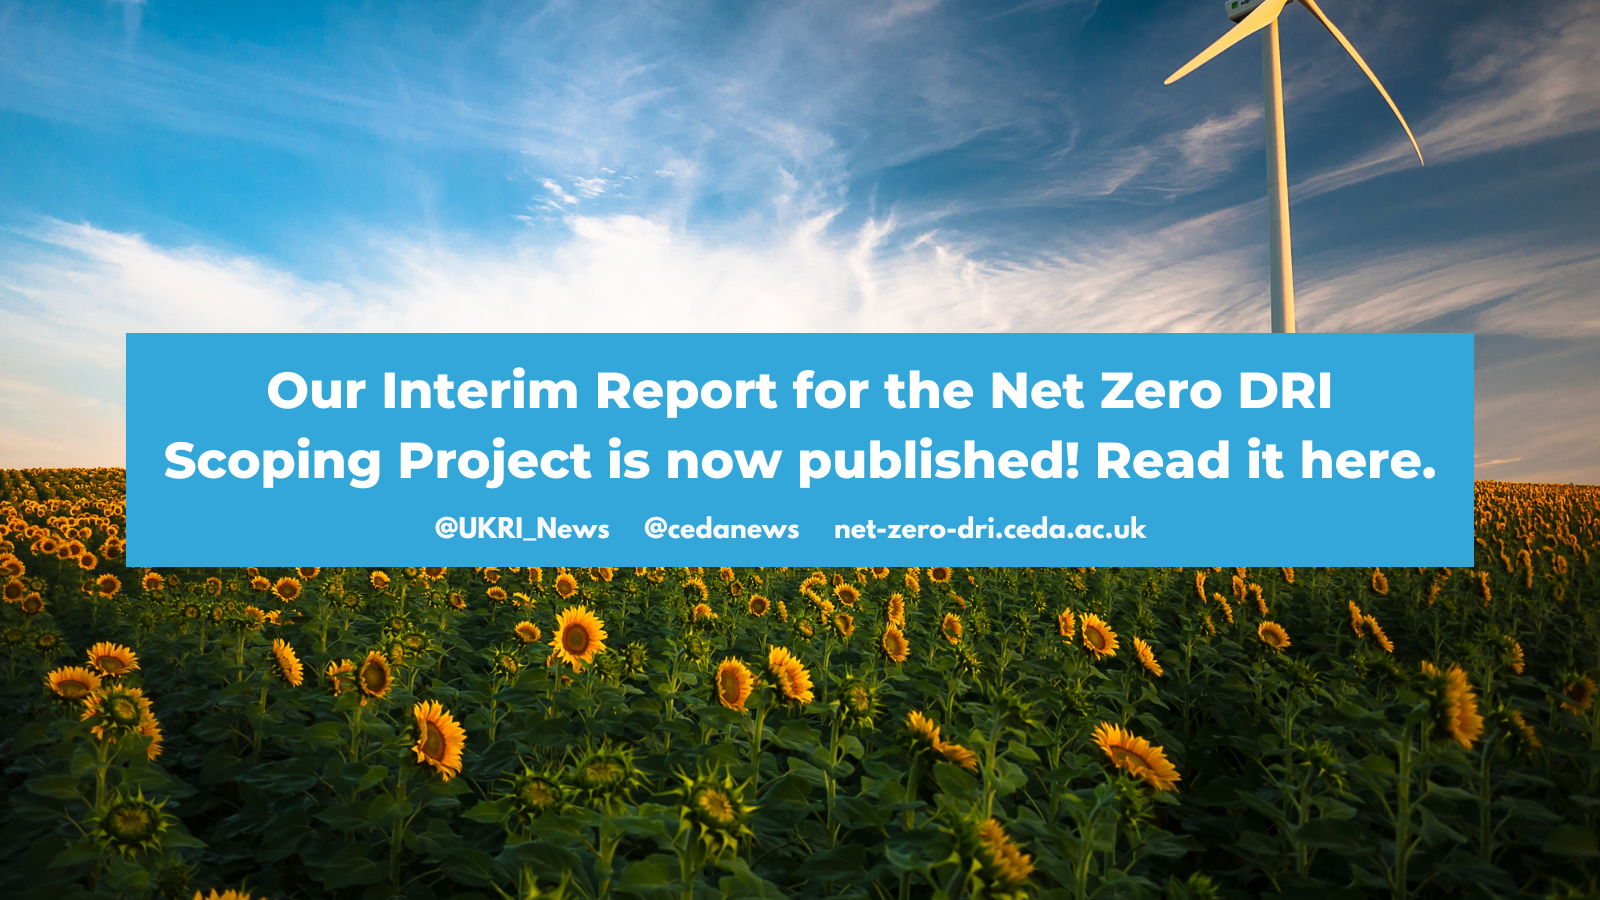 Our Interim Report for the Net Zero DRI
Scoping Project is now published! Read it here.
@UKRI_News @cedanews net-zero-dri.ceda.ac.uk